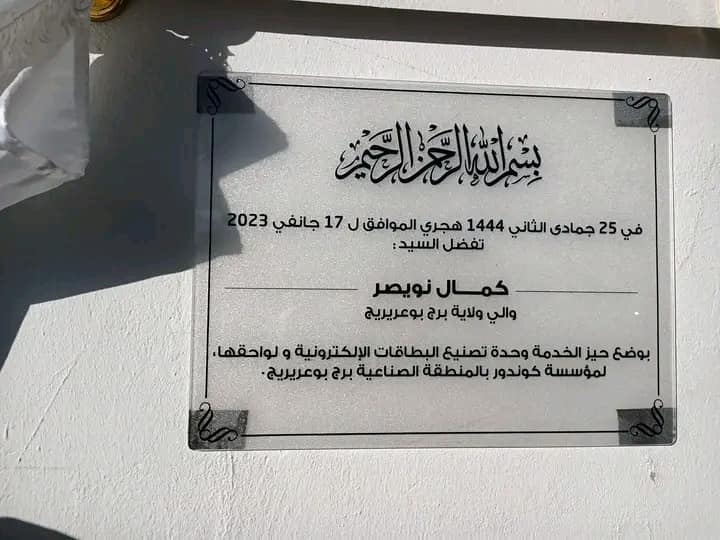 بسم الله الرحمن الرحيم
في 25 جمادى الثاني 1444 هجري الموافق ل 17 جانفي 2023
تفضل السيد :
كمـــال نويصر
والي ولاية برج بوعريريج
بوضع حيز الخدمة وحدة تصنيع البطاقات الإلكترونية و لواحقها،
لمؤسسة كوندور بالمنطقة الصناعية برج بوعريريج.